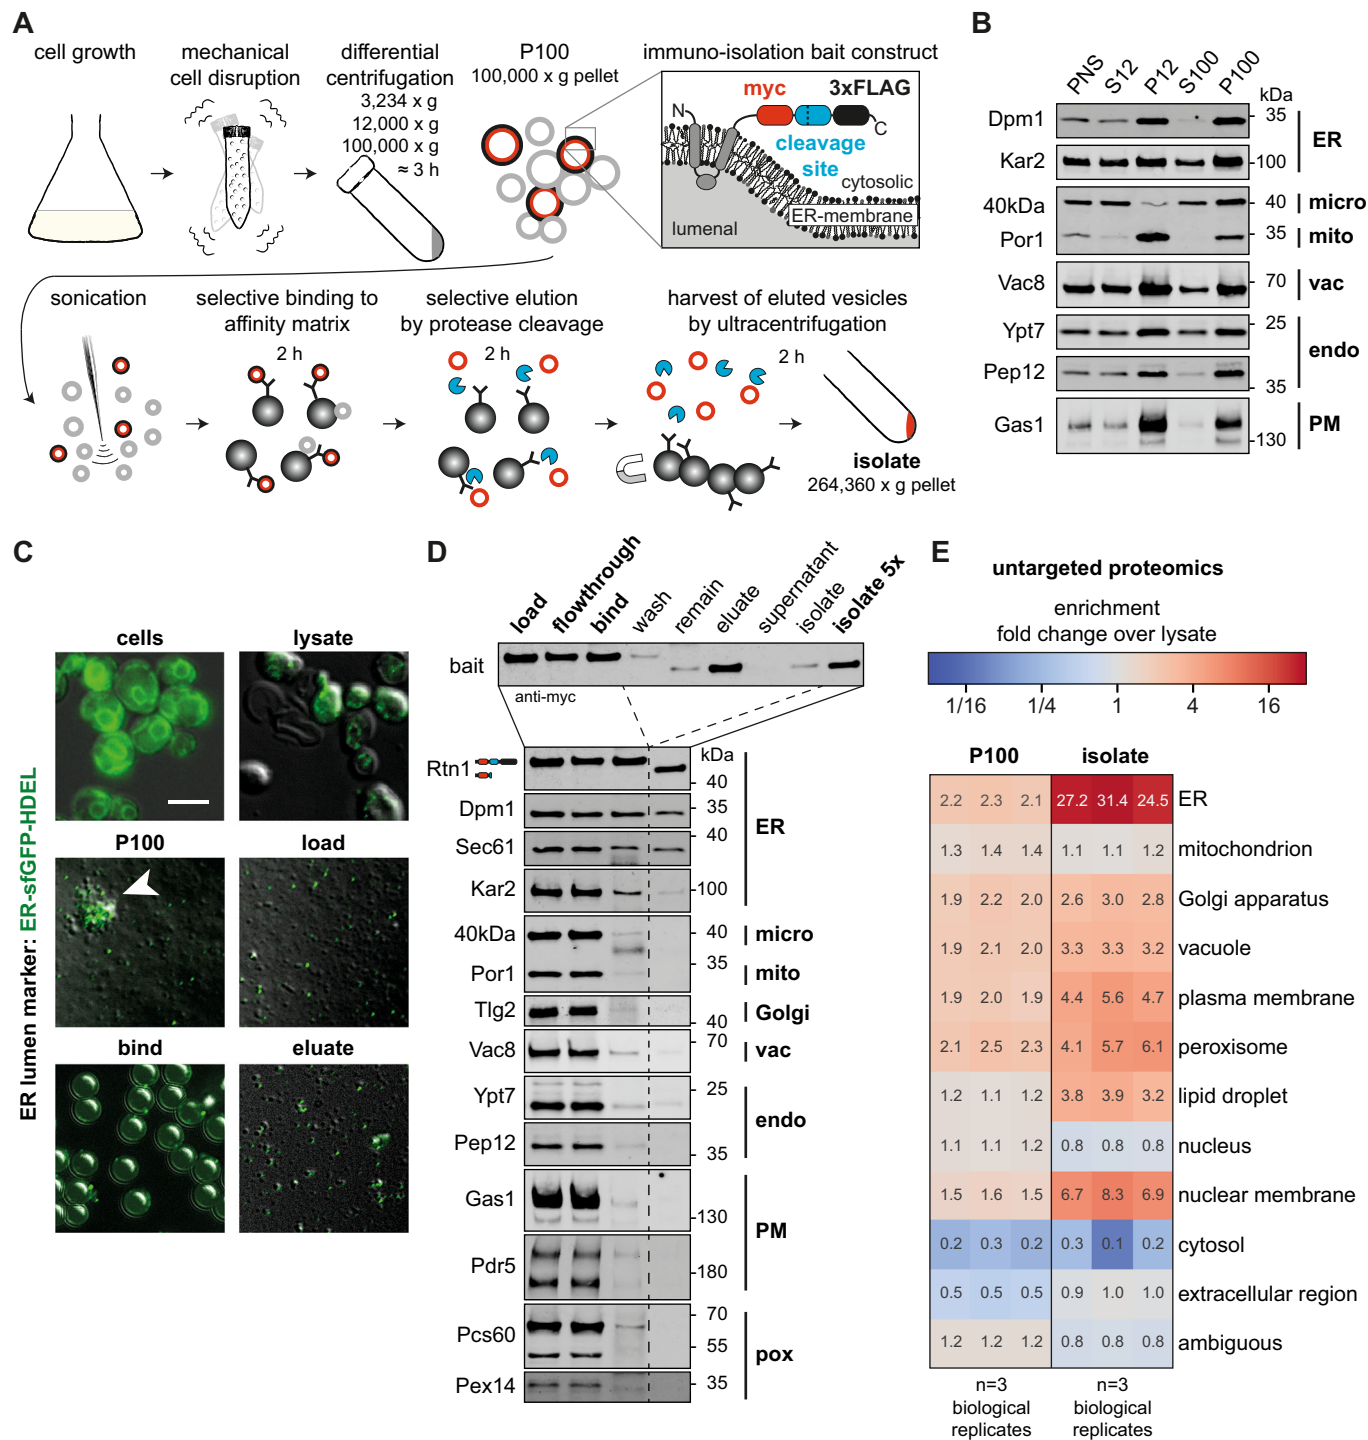 A
cell growth
mechanical
cell disruption
differential
centrifugation
3,234 x g
12,000 x g
100,000 x g
≈ 3 h
P100
100,000 x g pellet
immuno-isolation bait construct
myc
3xFLAG
N
C
cleavage
site
cytosolic
ER-membrane
lumenal
sonication
selective binding to
affinity matrix
2 h
selective elution
by protease cleavage
2 h
harvest of eluted vesicles
by ultracentrifugation
2 h
isolate
264,360 x g pellet
B
PNS S12 P12 S100 P100
kDa
Dpm1 35
ER
Kar2 100
40kDa 40 micro
Por1 35 mito
Vac8 70 vac
Ypt7 25
endo
Pep12 35
Gas1 130 PM
C
ER lumen marker: ER-sfGFP-HDEL
cells lysate
P100 load
bind eluate
D
load flowthrough bind wash remain eluate supernatant isolate isolate 5x
bait
anti-myc
kDa
Rtn1 40
Dpm1 35
ER
Sec61 40
Kar2 100
40kDa 40 micro
Por1 35 mito
Tlg2 40 Golgi
Vac8 70 vac
Ypt7 25
endo
Pep12 35
Gas1 130
PM
Pdr5 180
Pcs60 70
55
pox
Pex14 35
E
untargeted proteomics
enrichment
fold change over lysate
1/16 1/4 1 4 16
P100 isolate
2.2 2.3 2.1 27.2 31.4 24.5 ER
1.3 1.4 1.4 1.1 1.1 1.2 mitochondrion
1.9 2.2 2.0 2.6 3.0 2.8 Golgi apparatus
1.9 2.1 2.0 3.3 3.3 3.2 vacuole
1.9 2.0 1.9 4.4 5.6 4.7 plasma membrane
2.1 2.5 2.3 4.1 5.7 6.1 peroxisome
1.2 1.1 1.2 3.8 3.9 3.2 lipid droplet
1.1 1.1 1.2 0.8 0.8 0.8 nucleus
1.5 1.6 1.5 6.7 8.3 6.9 nuclear membrane
0.2 0.3 0.2 0.3 0.1 0.2 cytosol
0.5 0.5 0.5 0.9 1.0 1.0 extracellular region
1.2 1.2 1.2 0.8 0.8 0.8 ambiguous
n=3 n=3
biological biological
replicates replicates